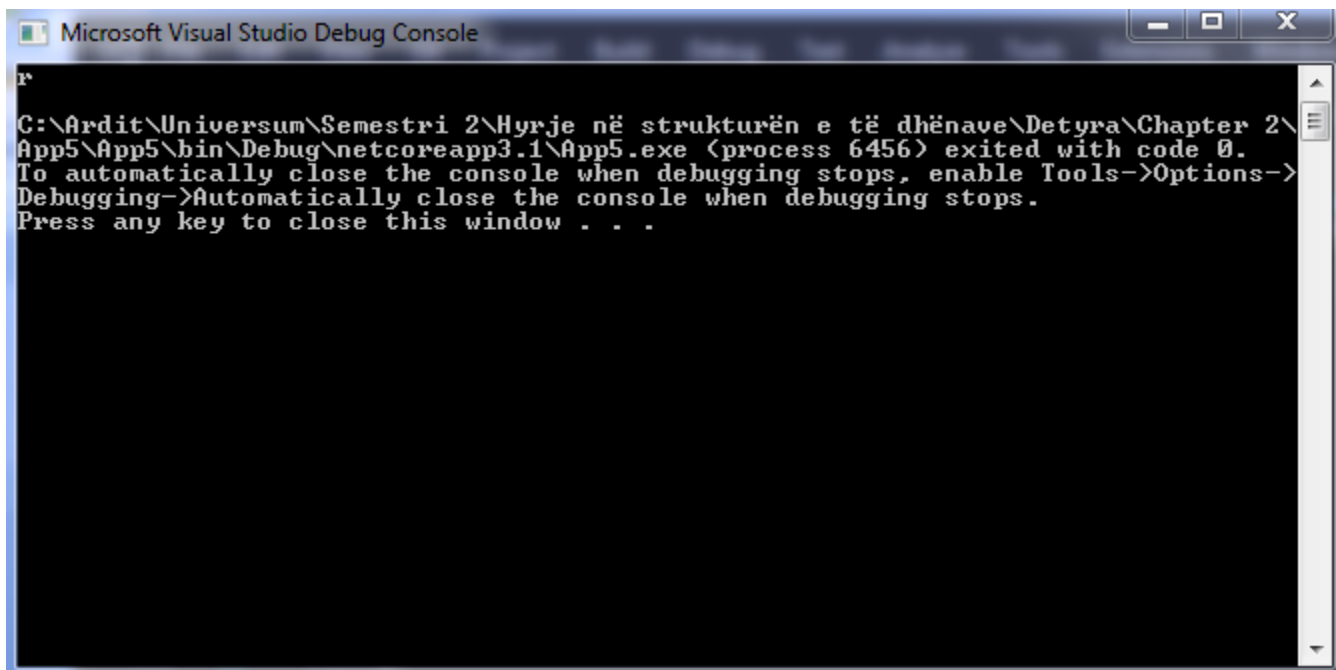 Microsoft Visual Studio Debug Console
r
C:\Ardit\Universum\Semestri 2\Hyrje në strukturën e të dhënave\Detyra\Chapter 2\
App5\App5\bin\Debug\netcoreapp3.1\App5.exe (process 6456) exited with code 0.
To automatically close the console when debugging stops, enable Tools->Options->
Debugging->Automatically close the console when debugging stops.
Press any key to close this window . . .